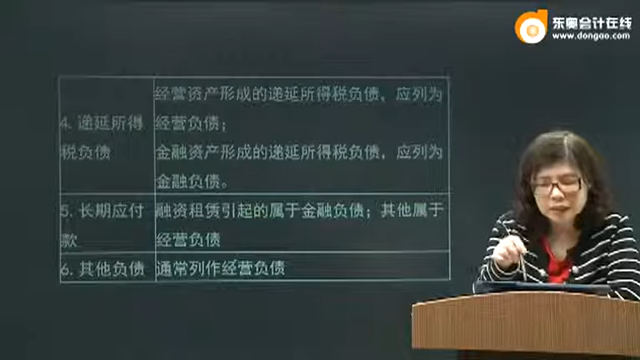 东奥会计在线
www.dongao.com
经营资产形成的递延所得税负债，应列为
4. 递延所得
经营负债；
税负债
金融资产形成的递延所得税负债，应列为
金融负债。
5. 长期应付
融资租赁引起的属于金融负债；其他属于
款
经营负债
6. 其他负债
通常列作经营负债